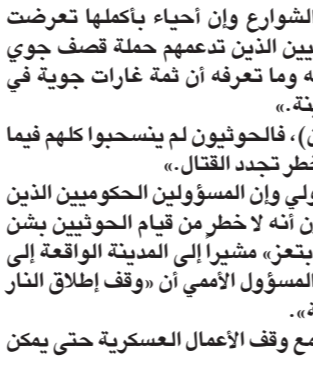 الشوارع وإن أحياء بأكملها تعرضت
يين الذين تدعمهم حملة قصف جوي
ه وما تعرفه أن ثمة غارات جوية في
ينة.»
ن)، فالحوثيون لم ينسحبوا كلهم فيما
خطر تجدد القتال.»
ولي وإن المسؤولين الحكوميين الذين
ن أنه لا خطر من قيام الحوثيين بشن
بتعز» مشيراً إلى المدينة الواقعة إلى
المسؤول الأممي أن «وقف إطلاق النار
ة».
مع وقف الأعمال العسكرية حتى يمكن